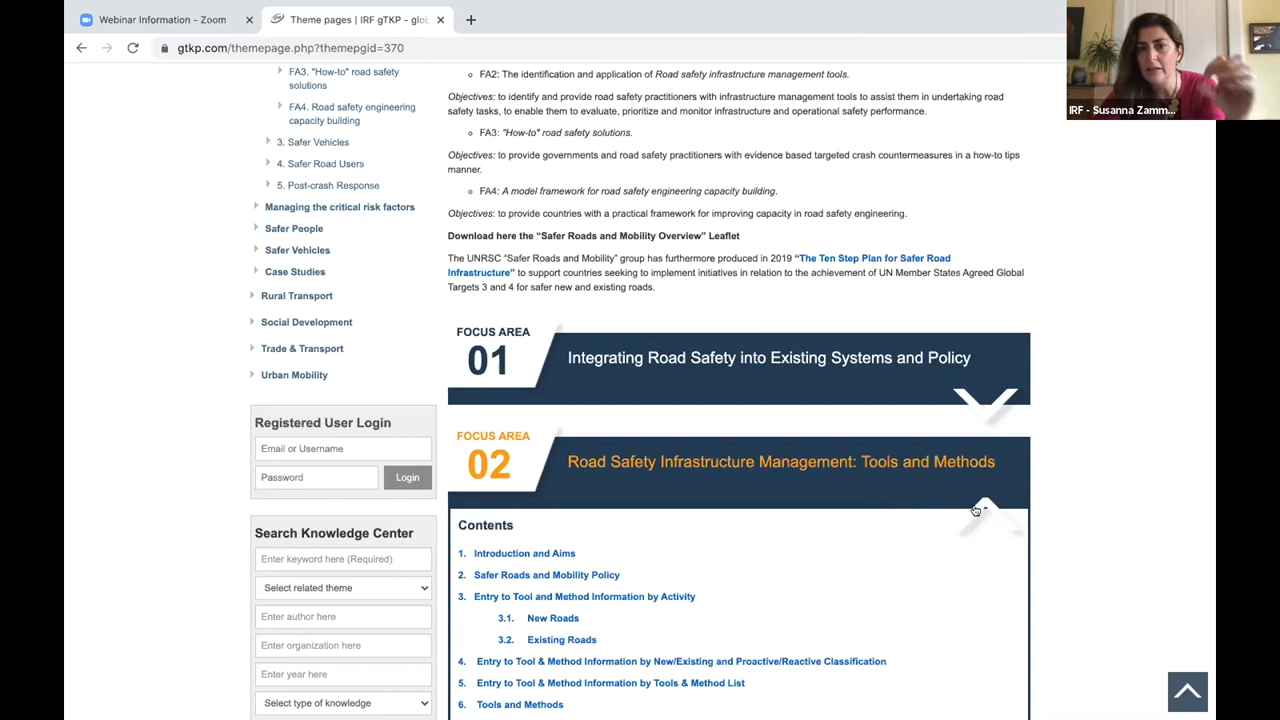 Webinar Information - Zoom
Theme pages | IRF gTKP - glo
gtkp.com/themepage.php?themepgid=370
IRF - Susanna Zamm...
FA3. "How-to" road safety
solutions
FA4. Road safety engineering
capacity building
3. Safer Vehicles
4. Safer Road Users
5. Post-crash Response
Managing the critical risk factors
Safer People
Safer Vehicles
Case Studies
Rural Transport
Social Development
Trade & Transport
Urban Mobility
Registered User Login
Email or Username
Password
Login
Search Knowledge Center
Enter keyword here (Required)
Select related theme
Enter author here
Enter organization here
Enter year here
Select type of knowledge
FA2: The identification and application of Road safety infrastructure management tools.
Objectives: to identify and provide road safety practitioners with infrastructure management tools to assist them in undertaking road
safety tasks, to enable them to evaluate, prioritize and monitor infrastructure and operational safety performance.
FA3: "How-to" road safety solutions.
Objectives: to provide governments and road safety practitioners with evidence based targeted crash countermeasures in a how-to tips
manner.
FA4: A model framework for road safety engineering capacity building.
Objectives: to provide countries with a practical framework for improving capacity in road safety engineering.
Download here the “Safer Roads and Mobility Overview” Leaflet
The UNRSC “Safer Roads and Mobility” group has furthermore produced in 2019 “The Ten Step Plan for Safer Road
Infrastructure” to support countries seeking to implement initiatives in relation to the achievement of UN Member States Agreed Global
Targets 3 and 4 for safer new and existing roads.
FOCUS AREA
01
Integrating Road Safety into Existing Systems and Policy
FOCUS AREA
02
Road Safety Infrastructure Management: Tools and Methods
Contents
1. Introduction and Aims
2. Safer Roads and Mobility Policy
3. Entry to Tool and Method Information by Activity
3.1. New Roads
3.2. Existing Roads
4. Entry to Tool & Method Information by New/Existing and Proactive/Reactive Classification
5. Entry to Tool & Method Information by Tools & Method List
6. Tools and Methods